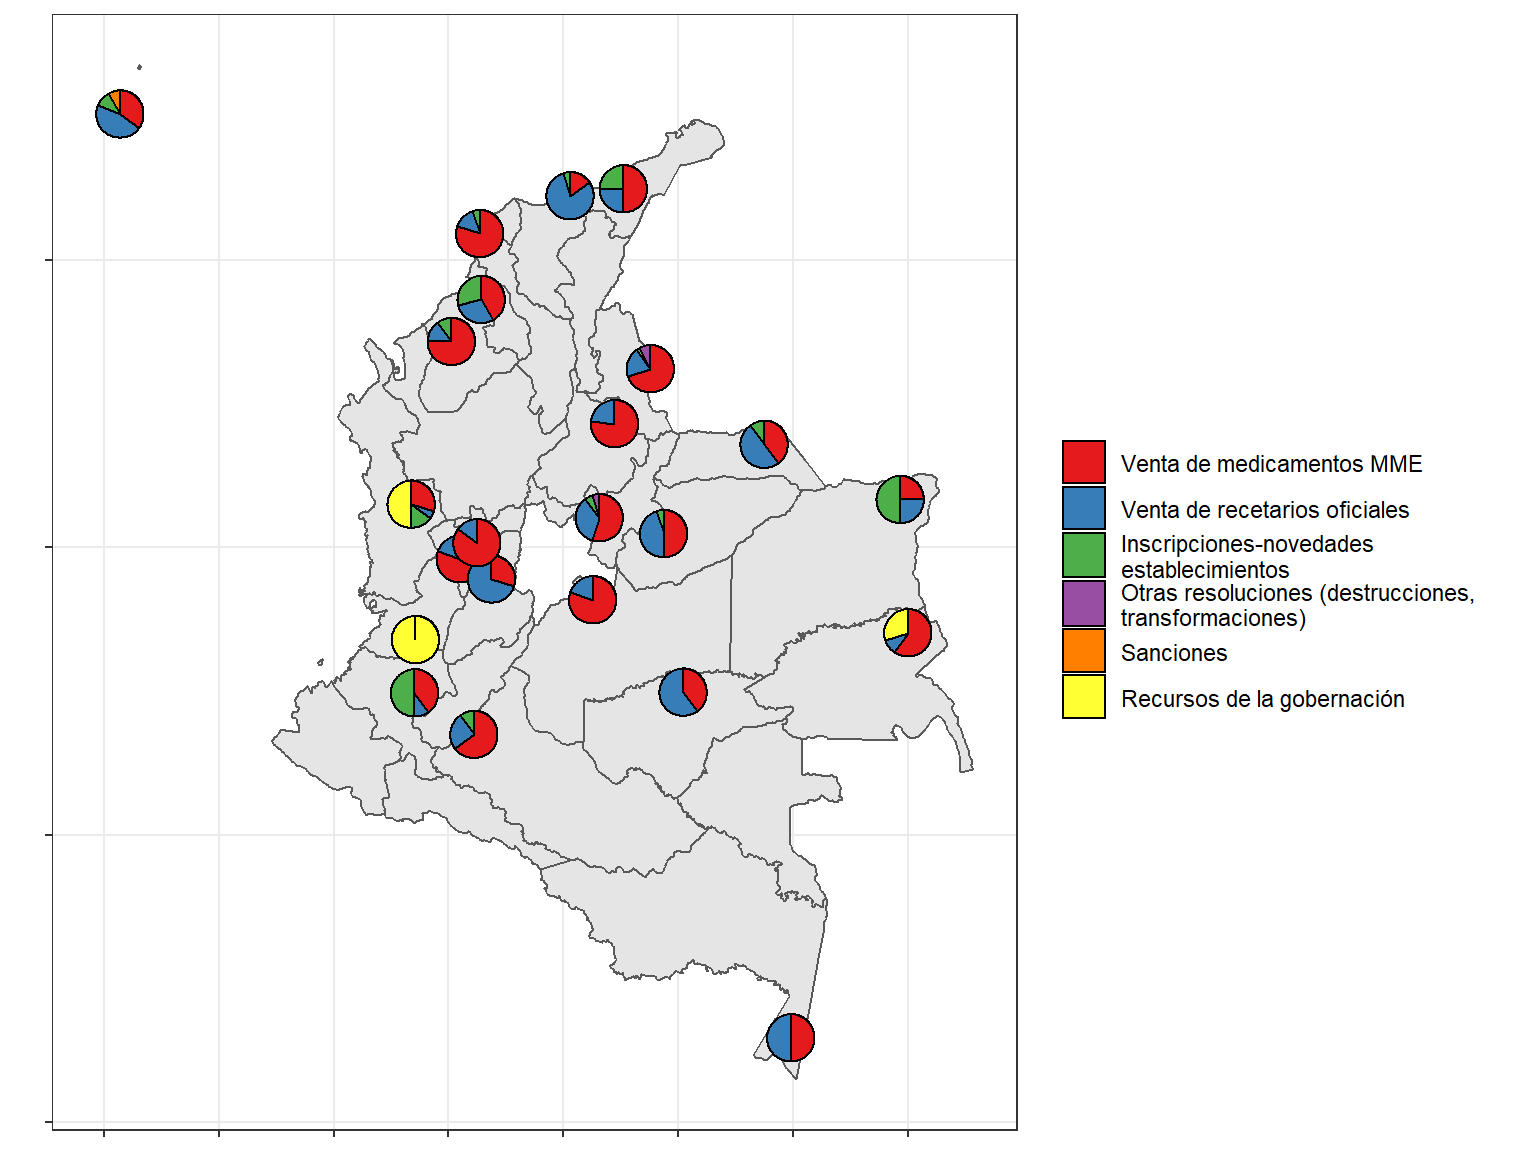 Venta de medicamentos MME
Venta de recetarios oficiales
Inscripciones-novedades
establecimientos
Otras resoluciones (destrucciones,
transformaciones)
Sanciones
Recursos de la gobernación